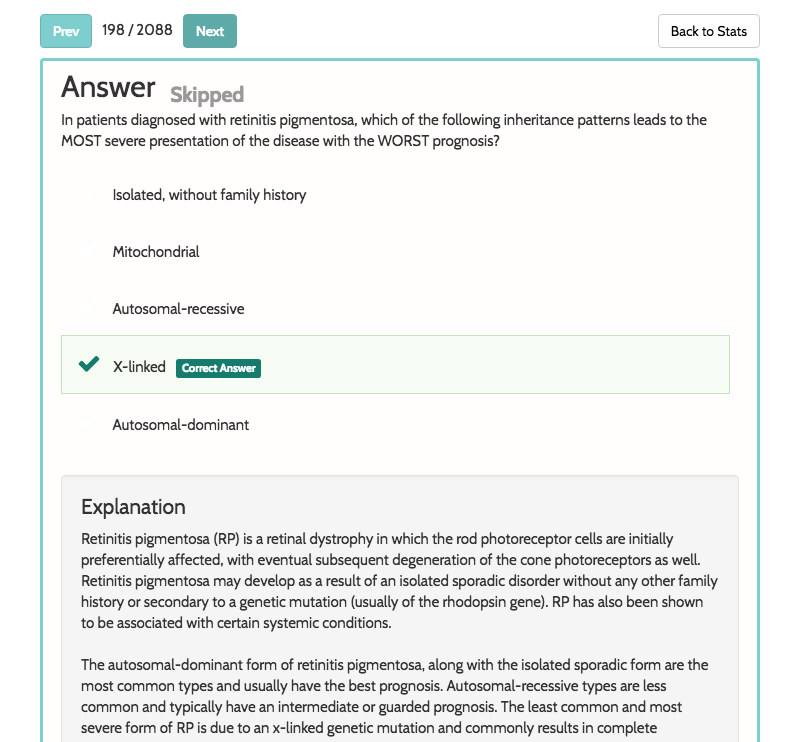 Prev 198 / 2088 Next Back to Stats
Answer Skipped
In patients diagnosed with retinitis pigmentosa, which of the following inheritance patterns leads to the
MOST severe presentation of the disease with the WORST prognosis?
Isolated, without family history
Mitochondrial
Autosomal-recessive
X-linked Correct Answer
Autosomal-dominant
Explanation
Retinitis pigmentosa (RP) is a retinal dystrophy in which the rod photoreceptor cells are initially
preferentially affected, with eventual subsequent degeneration of the cone photoreceptors as well.
Retinitis pigmentosa may develop as a result of an isolated sporadic disorder without any other family
history or secondary to a genetic mutation (usually of the rhodopsin gene). RP has also been shown
to be associated with certain systemic conditions.
The autosomal-dominant form of retinitis pigmentosa, along with the isolated sporadic form are the
most common types and usually have the best prognosis. Autosomal-recessive types are less
common and typically have an intermediate or guarded prognosis. The least common and most
severe form of RP is due to an x-linked genetic mutation and commonly results in complete